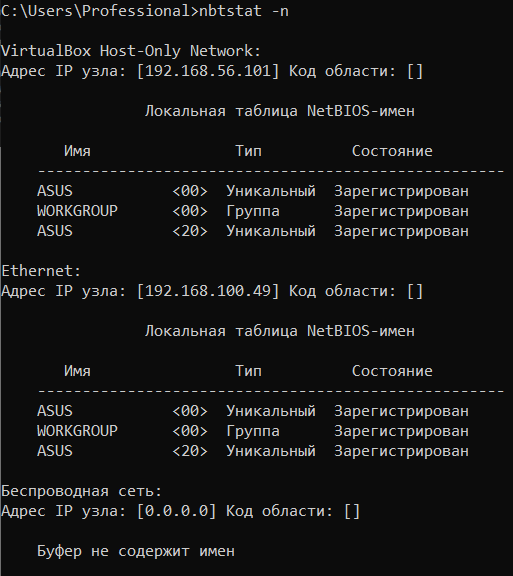 C:\Users\Professional>nbtstat -n
VirtualBox Host-Only Network:
Адрес IP узла: [192.168.56.101] Код области: []
Локальная таблица NetBIOS-имен
Имя Тип Состояние
----------------------------------------------------
ASUS <00> Уникальный Зарегистрирован
WORKGROUP <00> Группа Зарегистрирован
ASUS <20> Уникальный Зарегистрирован
Ethernet:
Адрес IP узла: [192.168.100.49] Код области: []
Локальная таблица NetBIOS-имен
Имя Тип Состояние
----------------------------------------------------
ASUS <00> Уникальный Зарегистрирован
WORKGROUP <00> Группа Зарегистрирован
ASUS <20> Уникальный Зарегистрирован
Беспроводная сеть:
Адрес IP узла: [0.0.0.0] Код области: []
Буфер не содержит имен